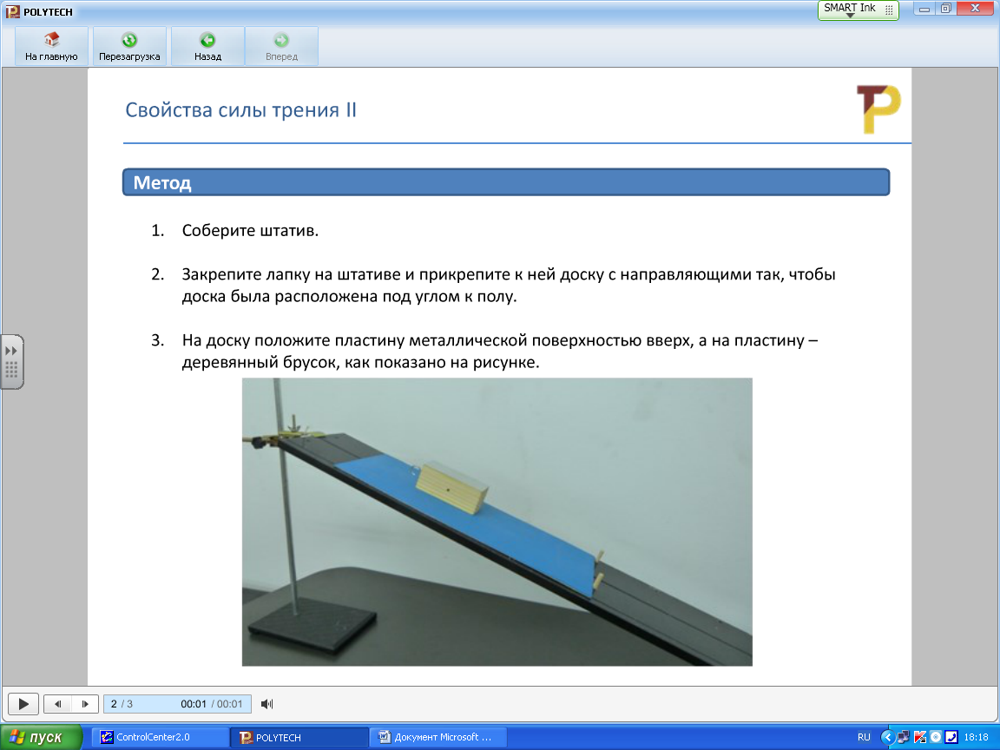 POLYTECH
SMART Ink
На главную
Перезагрузка
Назад
Вперед
Свойства силы трения II
TP
Метод
1. Соберите штатив.
2. Закрепите лапку на штативе и прикрепите к ней доску с направляющими так, чтобы
доска была расположена под углом к полу.
3. На доску положите пластину металлической поверхностью вверх, а на пластину –
деревянный брусок, как показано на рисунке.
2 / 3 00:01 / 00:01
пуск
ControlCenter2.0
POLYTECH
Документ Microsoft ...
RU
18:18